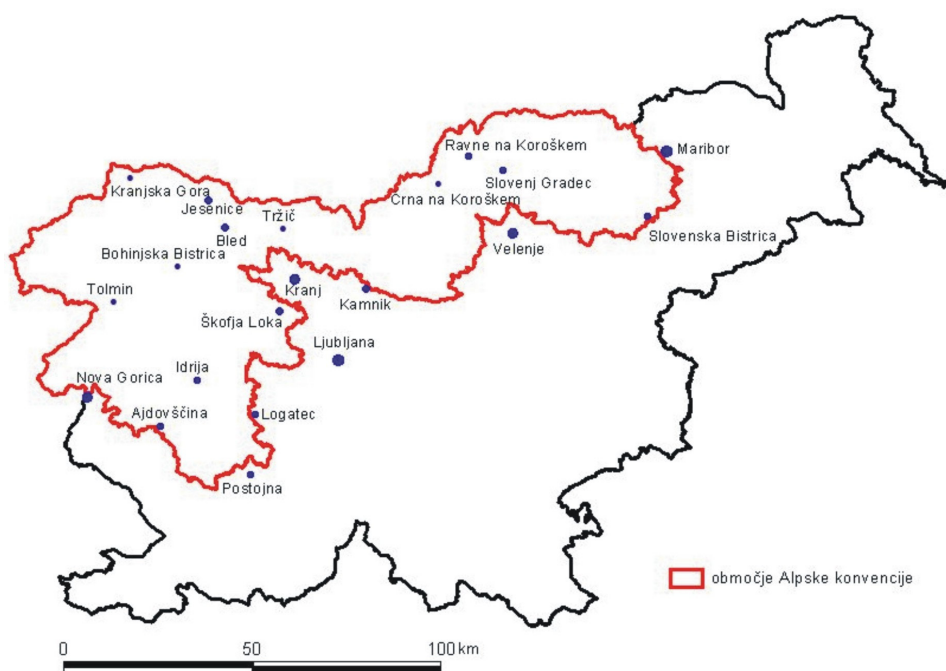 Ravne na Koroškem
Maribor
Kranjska Gora
Slovenj Gradec
Jesenice
Tržič
Črna na Koroškem
Bled
Slovenska Bistrica
Bohinjska Bistrica
Velenje
Tolmin
Kranj
Kamnik
Škofja Loka
Ljubljana
Idrija
Nova Gorica
Ajdovščina
Logatec
Postojna
območje Alpske konvencije
0 50 100 km